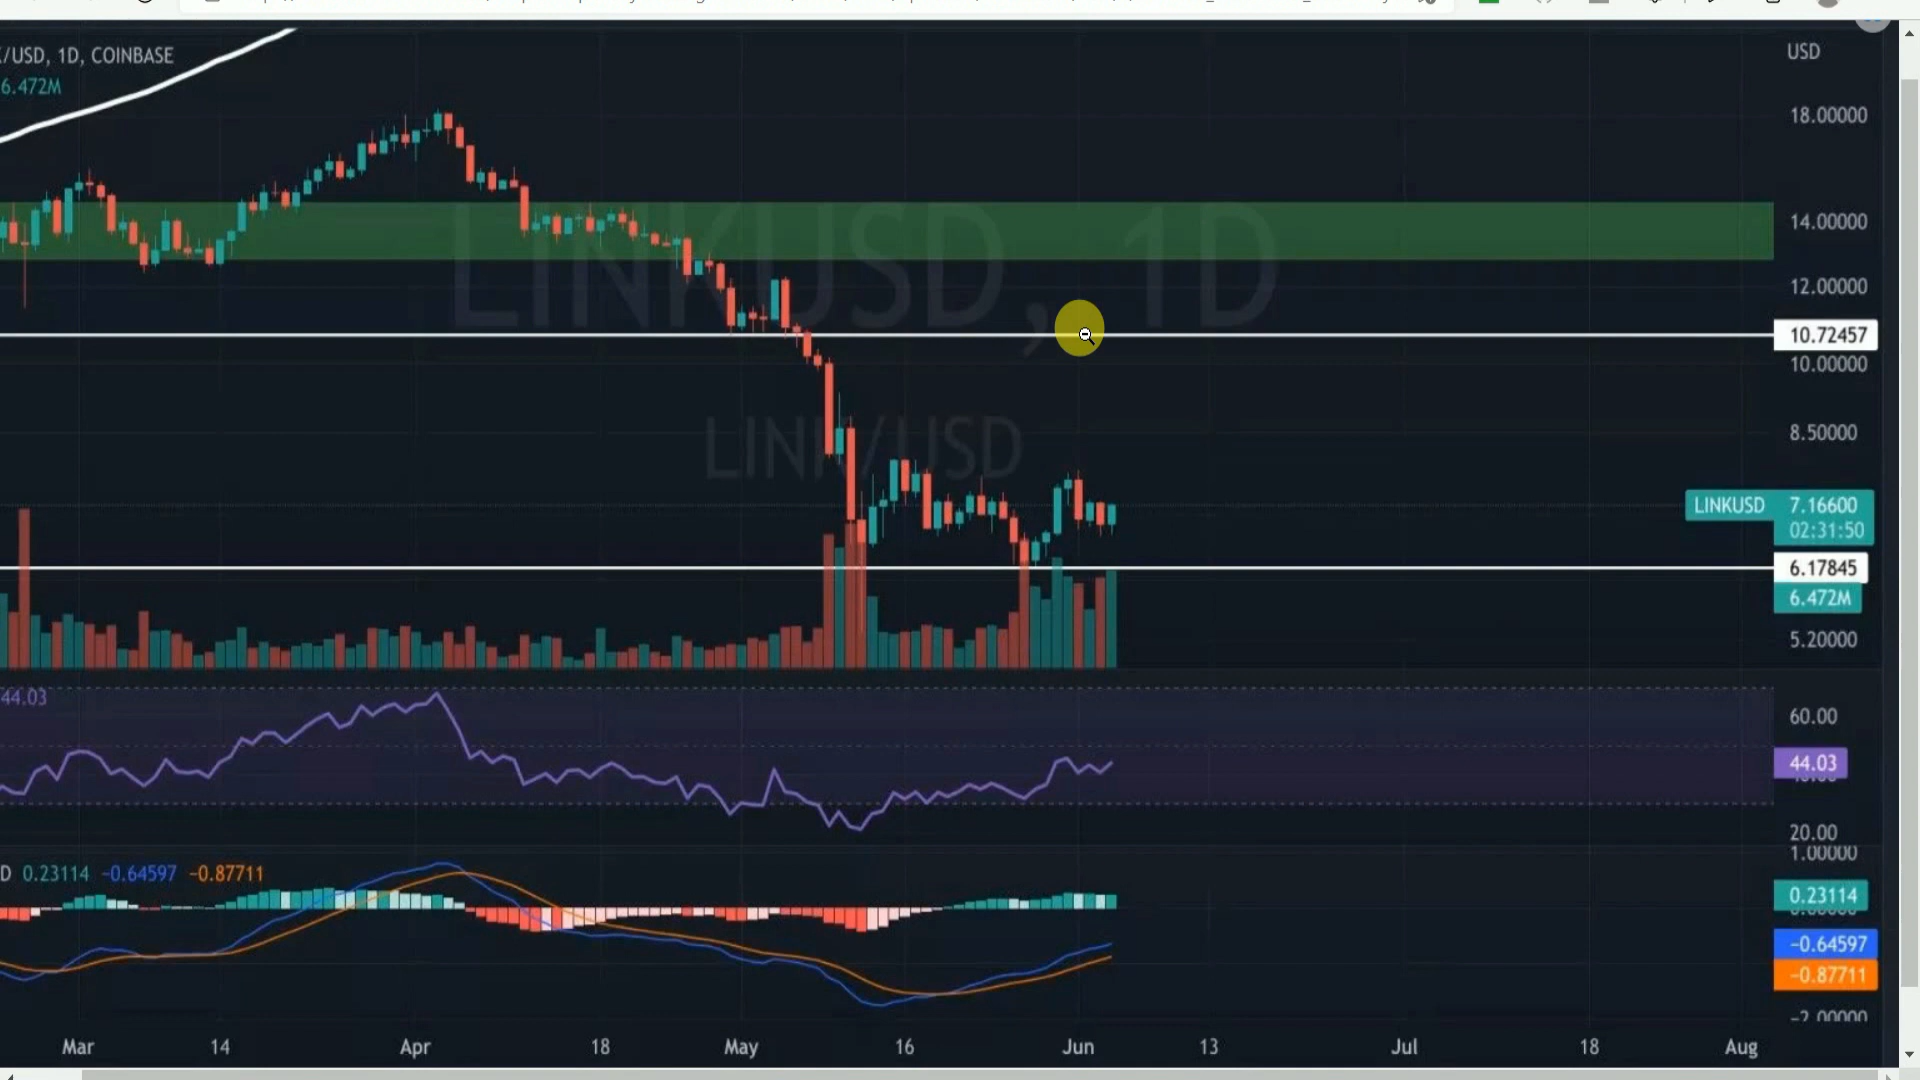 /USD, 1D, COINBASE
6.472M
USD
18.00000
14.00000
12.00000
10.72457
10.00000
8.50000
LINKUSD 7.16600
02:31:50
6.17845
6.472M
5.20000
LINKUSD, 1D
LINK/USD
44.03
60.00
44.03
20.00
D 0.23114 −0.64597 −0.87711
1.00000
0.23114
−0.64597
−0.87711
−2.00000
Mar 14 Apr 18 May 16 Jun 13 Jul 18 Aug